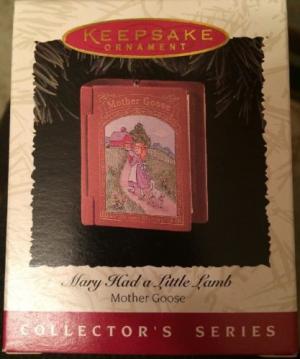 KEEPSAKE
ORNAMENT
Mother Goose
Mary Had a Little Lamb
Mother Goose
COLLECTOR'S SERIES